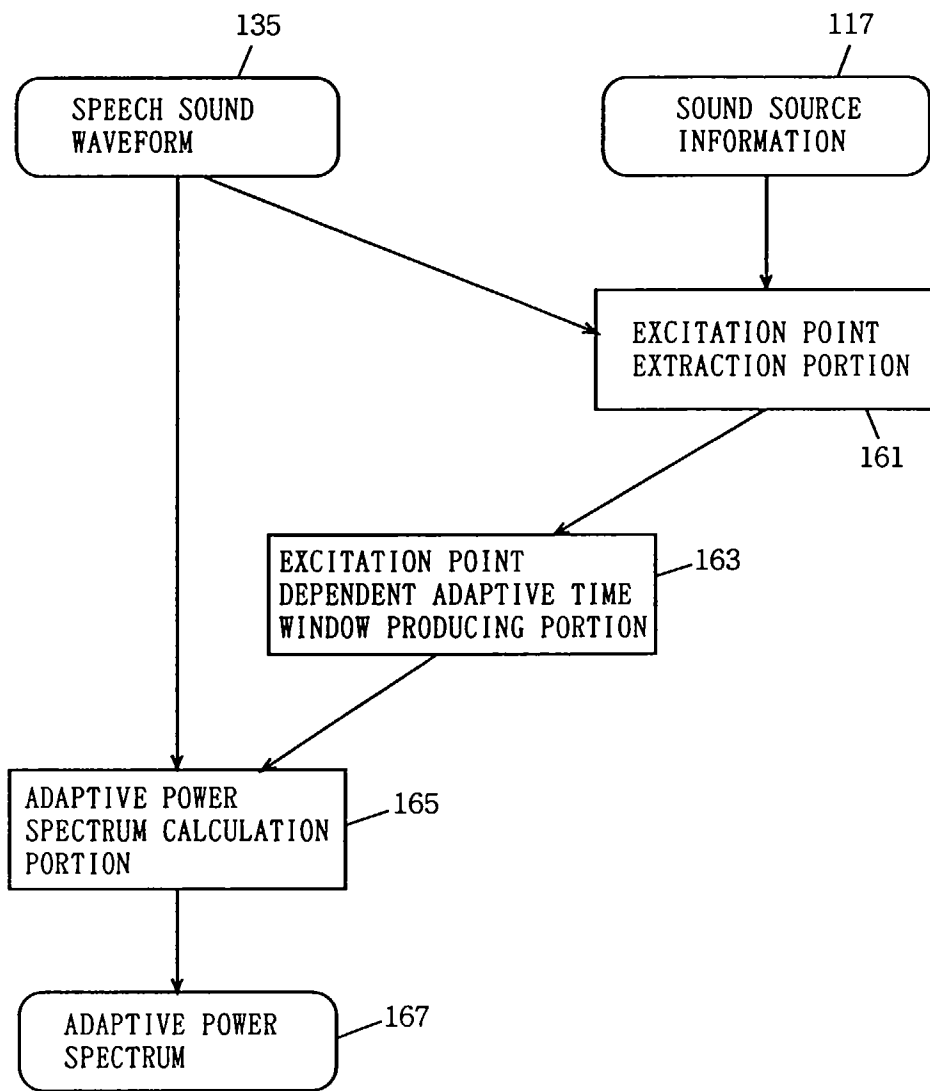 135
117
SPEECH SOUND
WAVEFORM
SOUND SOURCE
INFORMATION
EXCITATION POINT
EXTRACTION PORTION
161
EXCITATION POINT
DEPENDENT ADAPTIVE TIME
WINDOW PRODUCING PORTION
163
ADAPTIVE POWER
SPECTRUM CALCULATION
PORTION
165
ADAPTIVE POWER
SPECTRUM
167